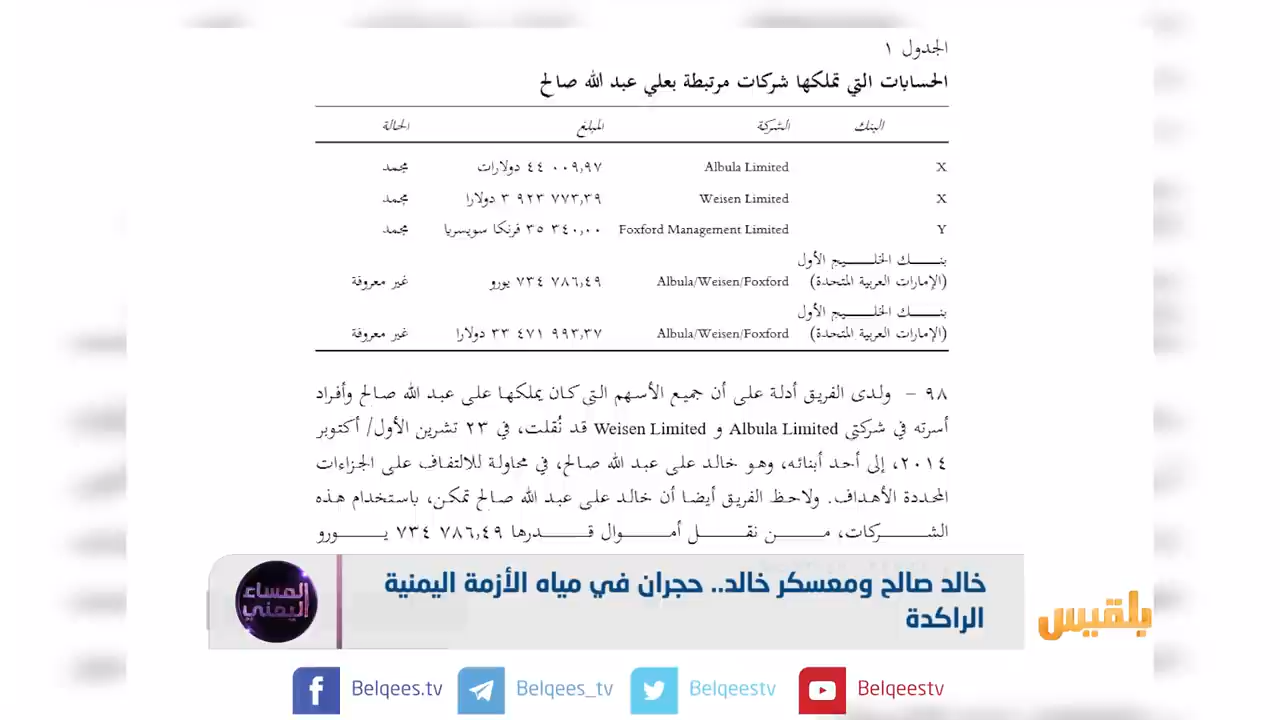 الجدول ١
الحسابات التي تملكها شركات مرتبطة بعلي عبد الله صالح
البنك الشركة المبلغ الحالة
X Albula Limited ٤٤ ٠٠٩,٩٧ دولارات مجمد
X Weisen Limited ٣ ٩٢٣ ٧٧٣,٣٩ دولارا مجمد
Y Foxford Management Limited ٣٥ ٣٤٠,٠٠ فرنكا سويسريا مجمد
بنك الخليج الأول
(الإمارات العربية المتحدة) Albula/Weisen/Foxford ٧٣٤ ٧٨٦,٤٩ يورو غير معروفة
بنك الخليج الأول
(الإمارات العربية المتحدة) Albula/Weisen/Foxford ٣٣ ٤٧١ ٩٩٣,٣٧ دولارا غير معروفة
٩٨ - ولدى الفريق أدلة على أن جميع الأسهم التي كان يملكها على عبد الله صالح وأفراد
أسرته في شركتي Albula Limited و Weisen Limited قد نُقلت، في ٢٣ تشرين الأول/ أكتوبر
٢٠١٤، إلى أحد أبنائه، وهو خالد على عبد الله صالح، في محاولة للالتفاف على الجزاءات
المحددة الأهداف. ولاحظ الفريق أيضا أن خالد على عبد الله صالح تمكن، باستخدام هذه
الشركات، من نقل أموال قدرها ٧٣٤ ٧٨٦,٤٩ يورو
خالد صالح ومعسكر خالد.. حجران في مياه الأزمة اليمنية
الراكدة
المساء
اليمني
بلقيس
Belqees.tv
Belqees_tv
Belqeestv
Belqeestv